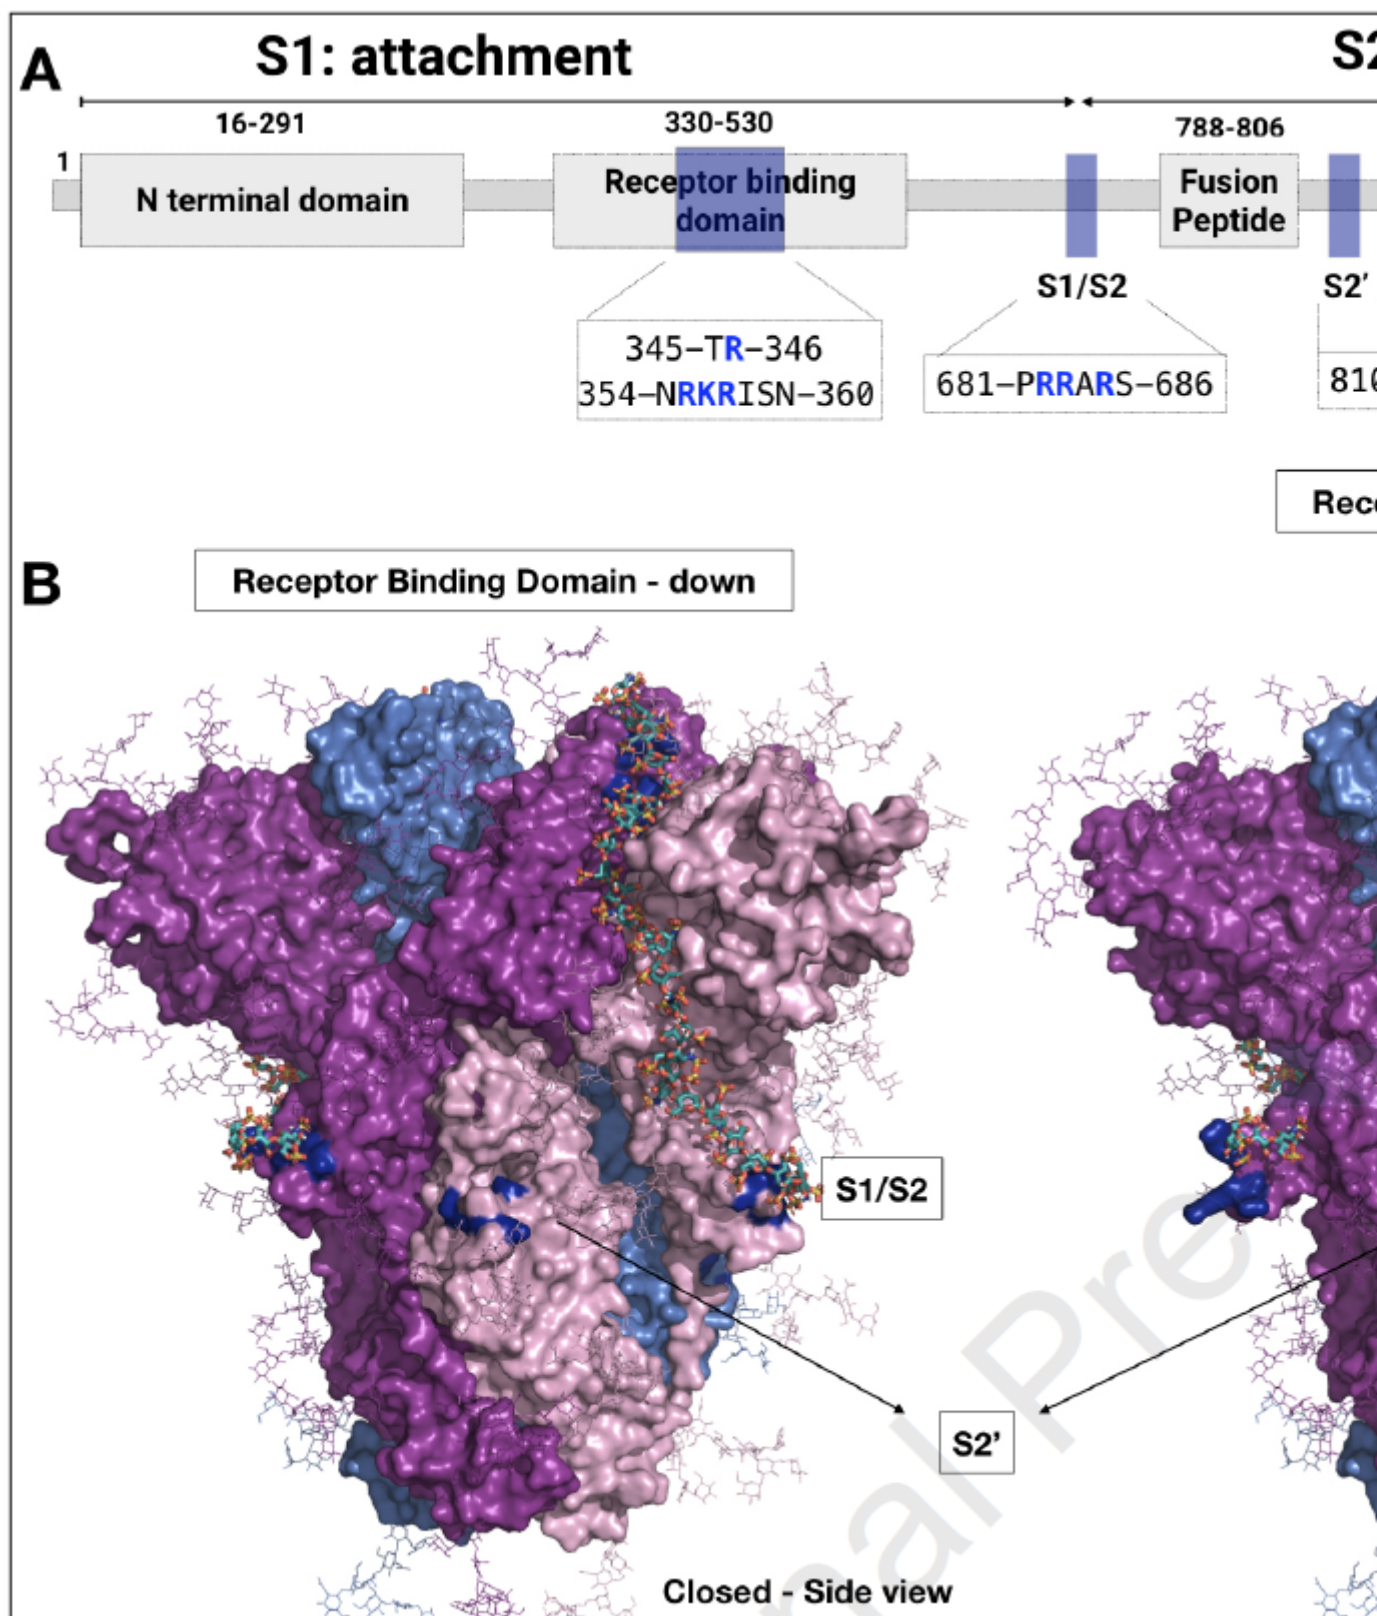 A
S1: attachment
S2
16-291
330-530
788-806
1
N terminal domain
Receptor binding
domain
Fusion
Peptide
S1/S2
S2’
345–TR–346
354–NRKRISN–360
681–PRRARS–686
810
B
Receptor Binding Domain - down
S1/S2
S2’
Closed - Side view